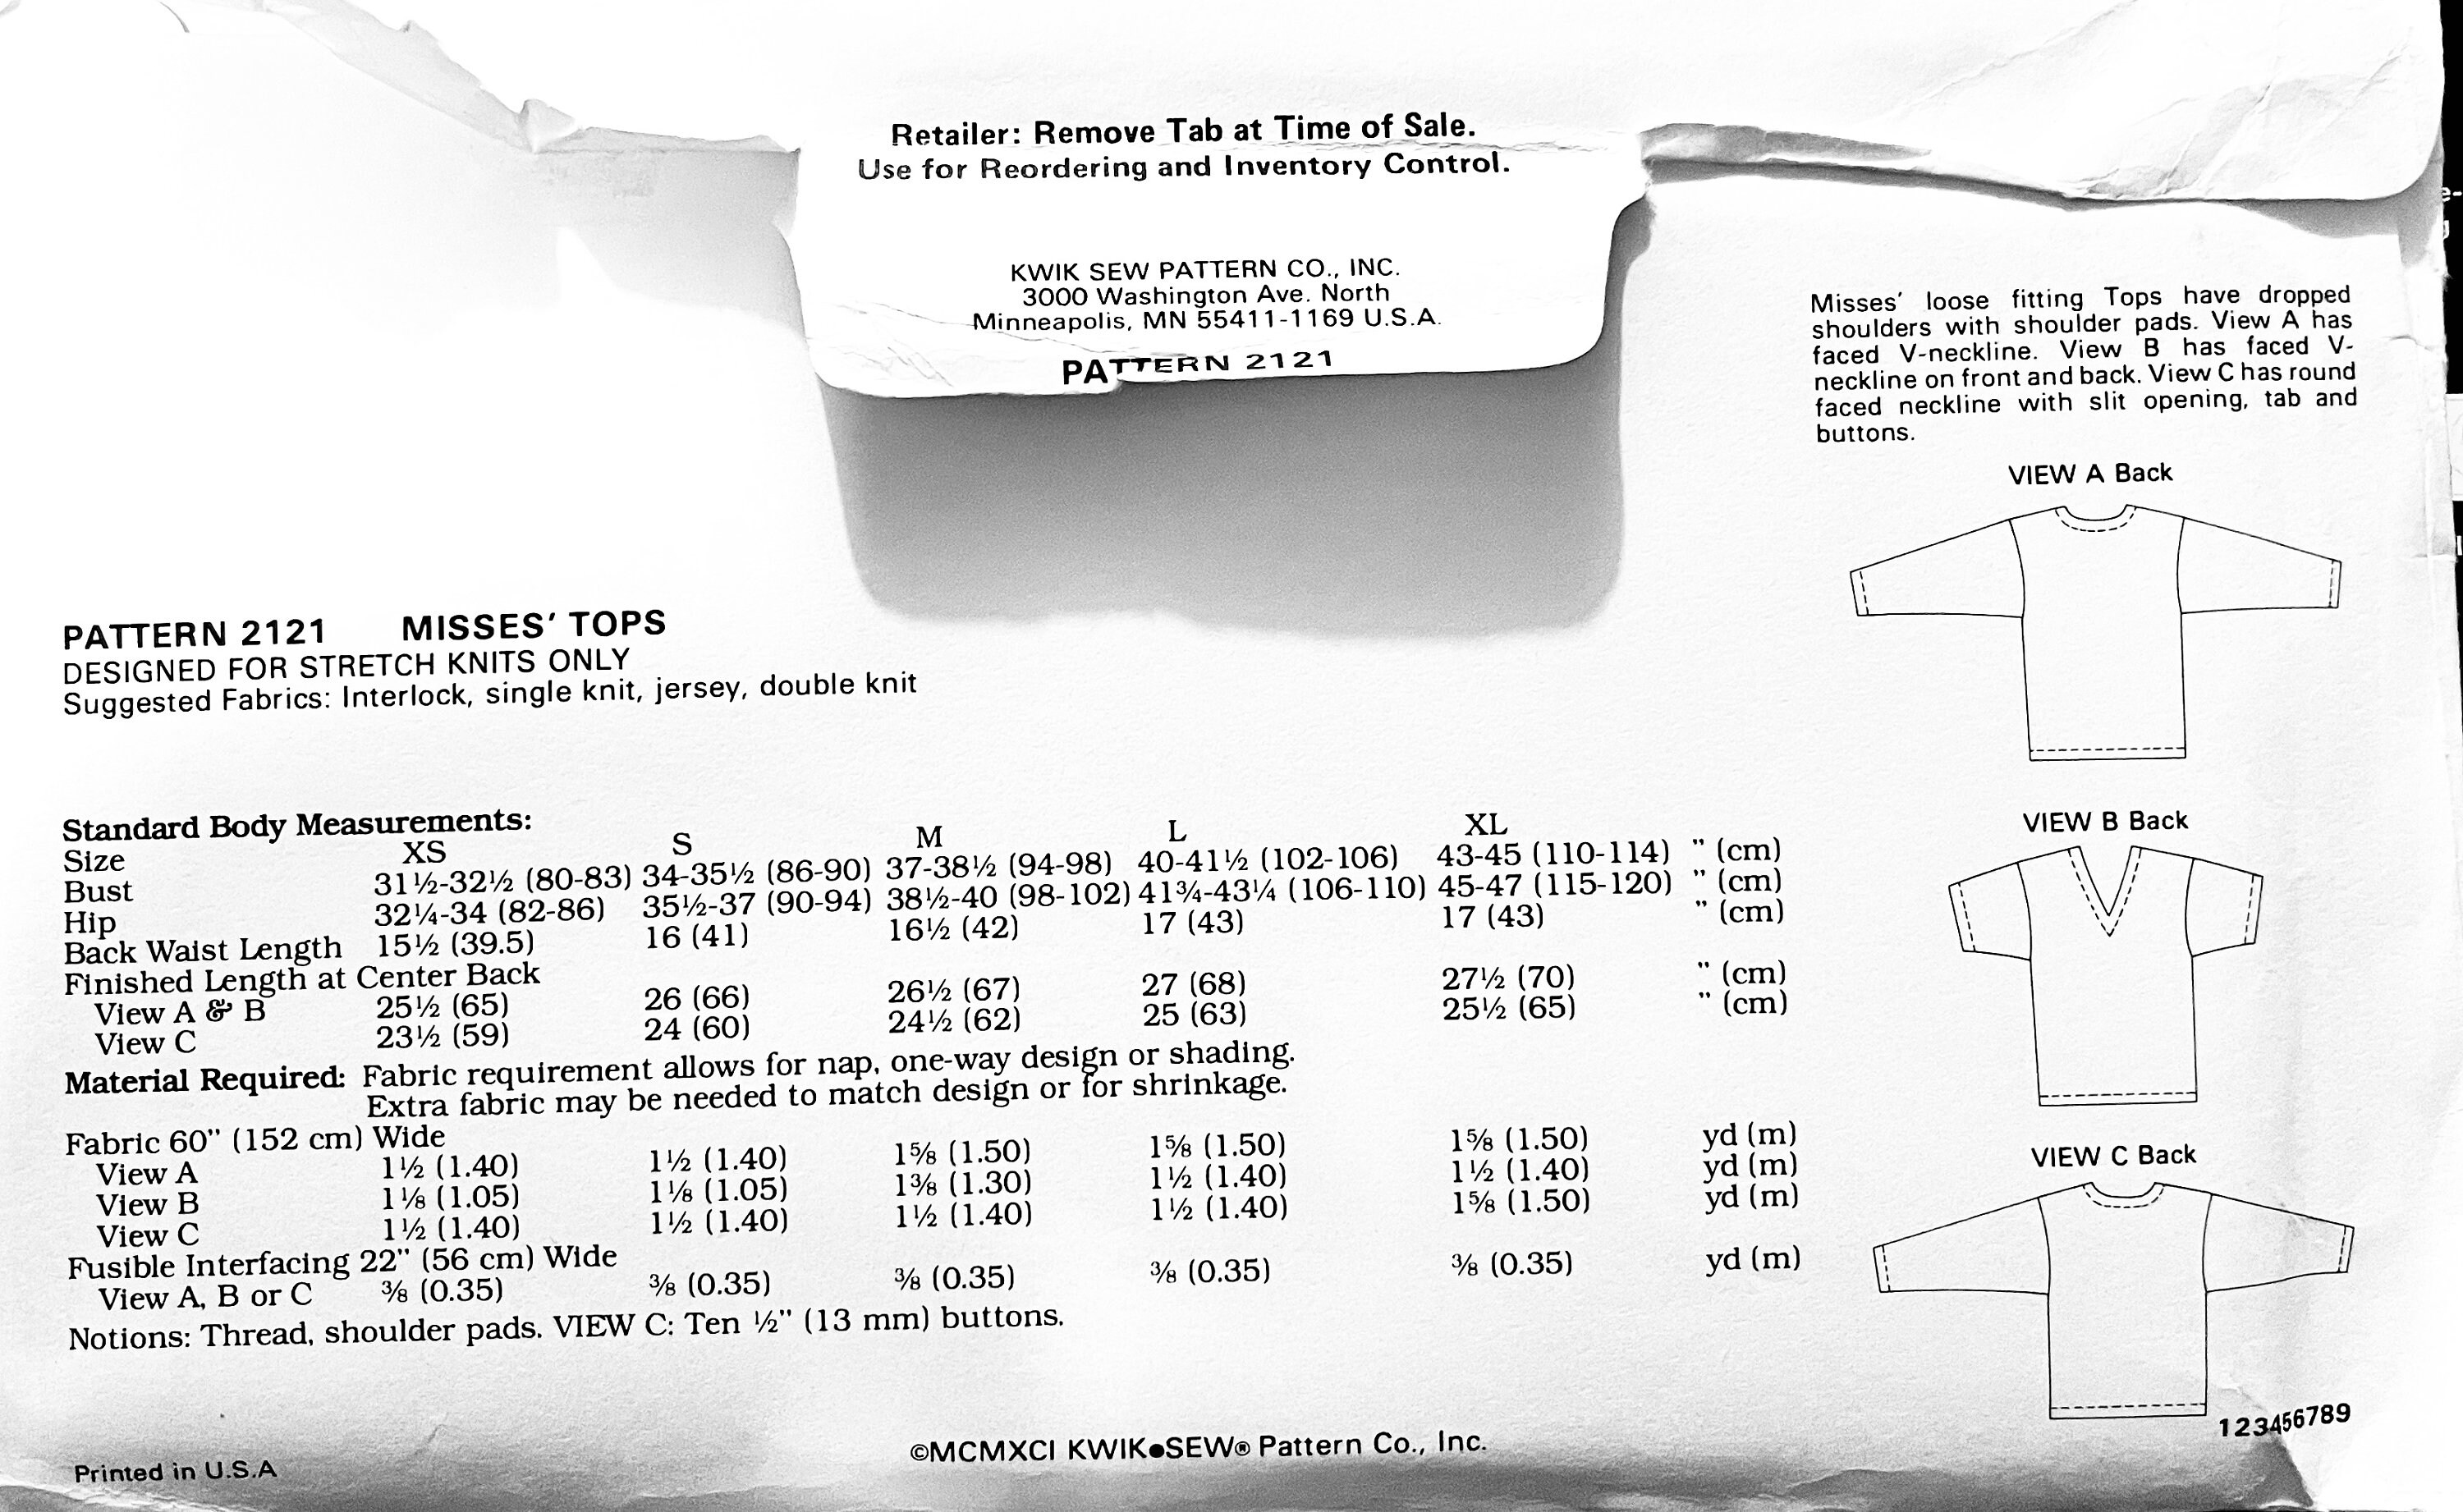 Retailer: Remove Tab at Time of Sale.
Use for Reordering and Inventory Control.
KWIK SEW PATTERN CO., INC.
3000 Washington Ave. North
Minneapolis, MN 55411-1169 U.S.A.
PATTERN 2121
Misses' loose fitting Tops have dropped
shoulders with shoulder pads. View A has
faced V-neckline. View B has faced V-
neckline on front and back. View C has round
faced neckline with slit opening, tab and
buttons.
VIEW A Back
PATTERN 2121 MISSES' TOPS
DESIGNED FOR STRETCH KNITS ONLY
Suggested Fabrics: Interlock, single knit, jersey, double knit
Standard Body Measurements:
Size XS S M L XL
Bust 31½-32½ (80-83) 34-35½ (86-90) 37-38½ (94-98) 40-41½ (102-106) 43-45 (110-114) " (cm)
Hip 32¼-34 (82-86) 35½-37 (90-94) 38½-40 (98-102) 41¾-43¼ (106-110) 45-47 (115-120) " (cm)
Back Waist Length 15½ (39.5) 16 (41) 16½ (42) 17 (43) 17 (43) " (cm)
Finished Length at Center Back
View A & B 25½ (65) 26 (66) 26½ (67) 27 (68) 27½ (70) " (cm)
View C 23½ (59) 24 (60) 24½ (62) 25 (63) 25½ (65) " (cm)
Material Required: Fabric requirement allows for nap, one-way design or shading.
Extra fabric may be needed to match design or for shrinkage.
Fabric 60" (152 cm) Wide
View A 1½ (1.40) 1½ (1.40) 1⅝ (1.50) 1⅝ (1.50) 1⅝ (1.50) yd (m)
View B 1⅛ (1.05) 1⅛ (1.05) 1⅜ (1.30) 1½ (1.40) 1½ (1.40) yd (m)
View C 1½ (1.40) 1½ (1.40) 1½ (1.40) 1½ (1.40) 1⅝ (1.50) yd (m)
Fusible Interfacing 22" (56 cm) Wide
View A, B or C ⅜ (0.35) ⅜ (0.35) ⅜ (0.35) ⅜ (0.35) ⅜ (0.35) yd (m)
Notions: Thread, shoulder pads. VIEW C: Ten ½" (13 mm) buttons.
VIEW B Back
VIEW C Back
123456789
©MCMXCI KWIK•SEW® Pattern Co., Inc.
Printed in U.S.A